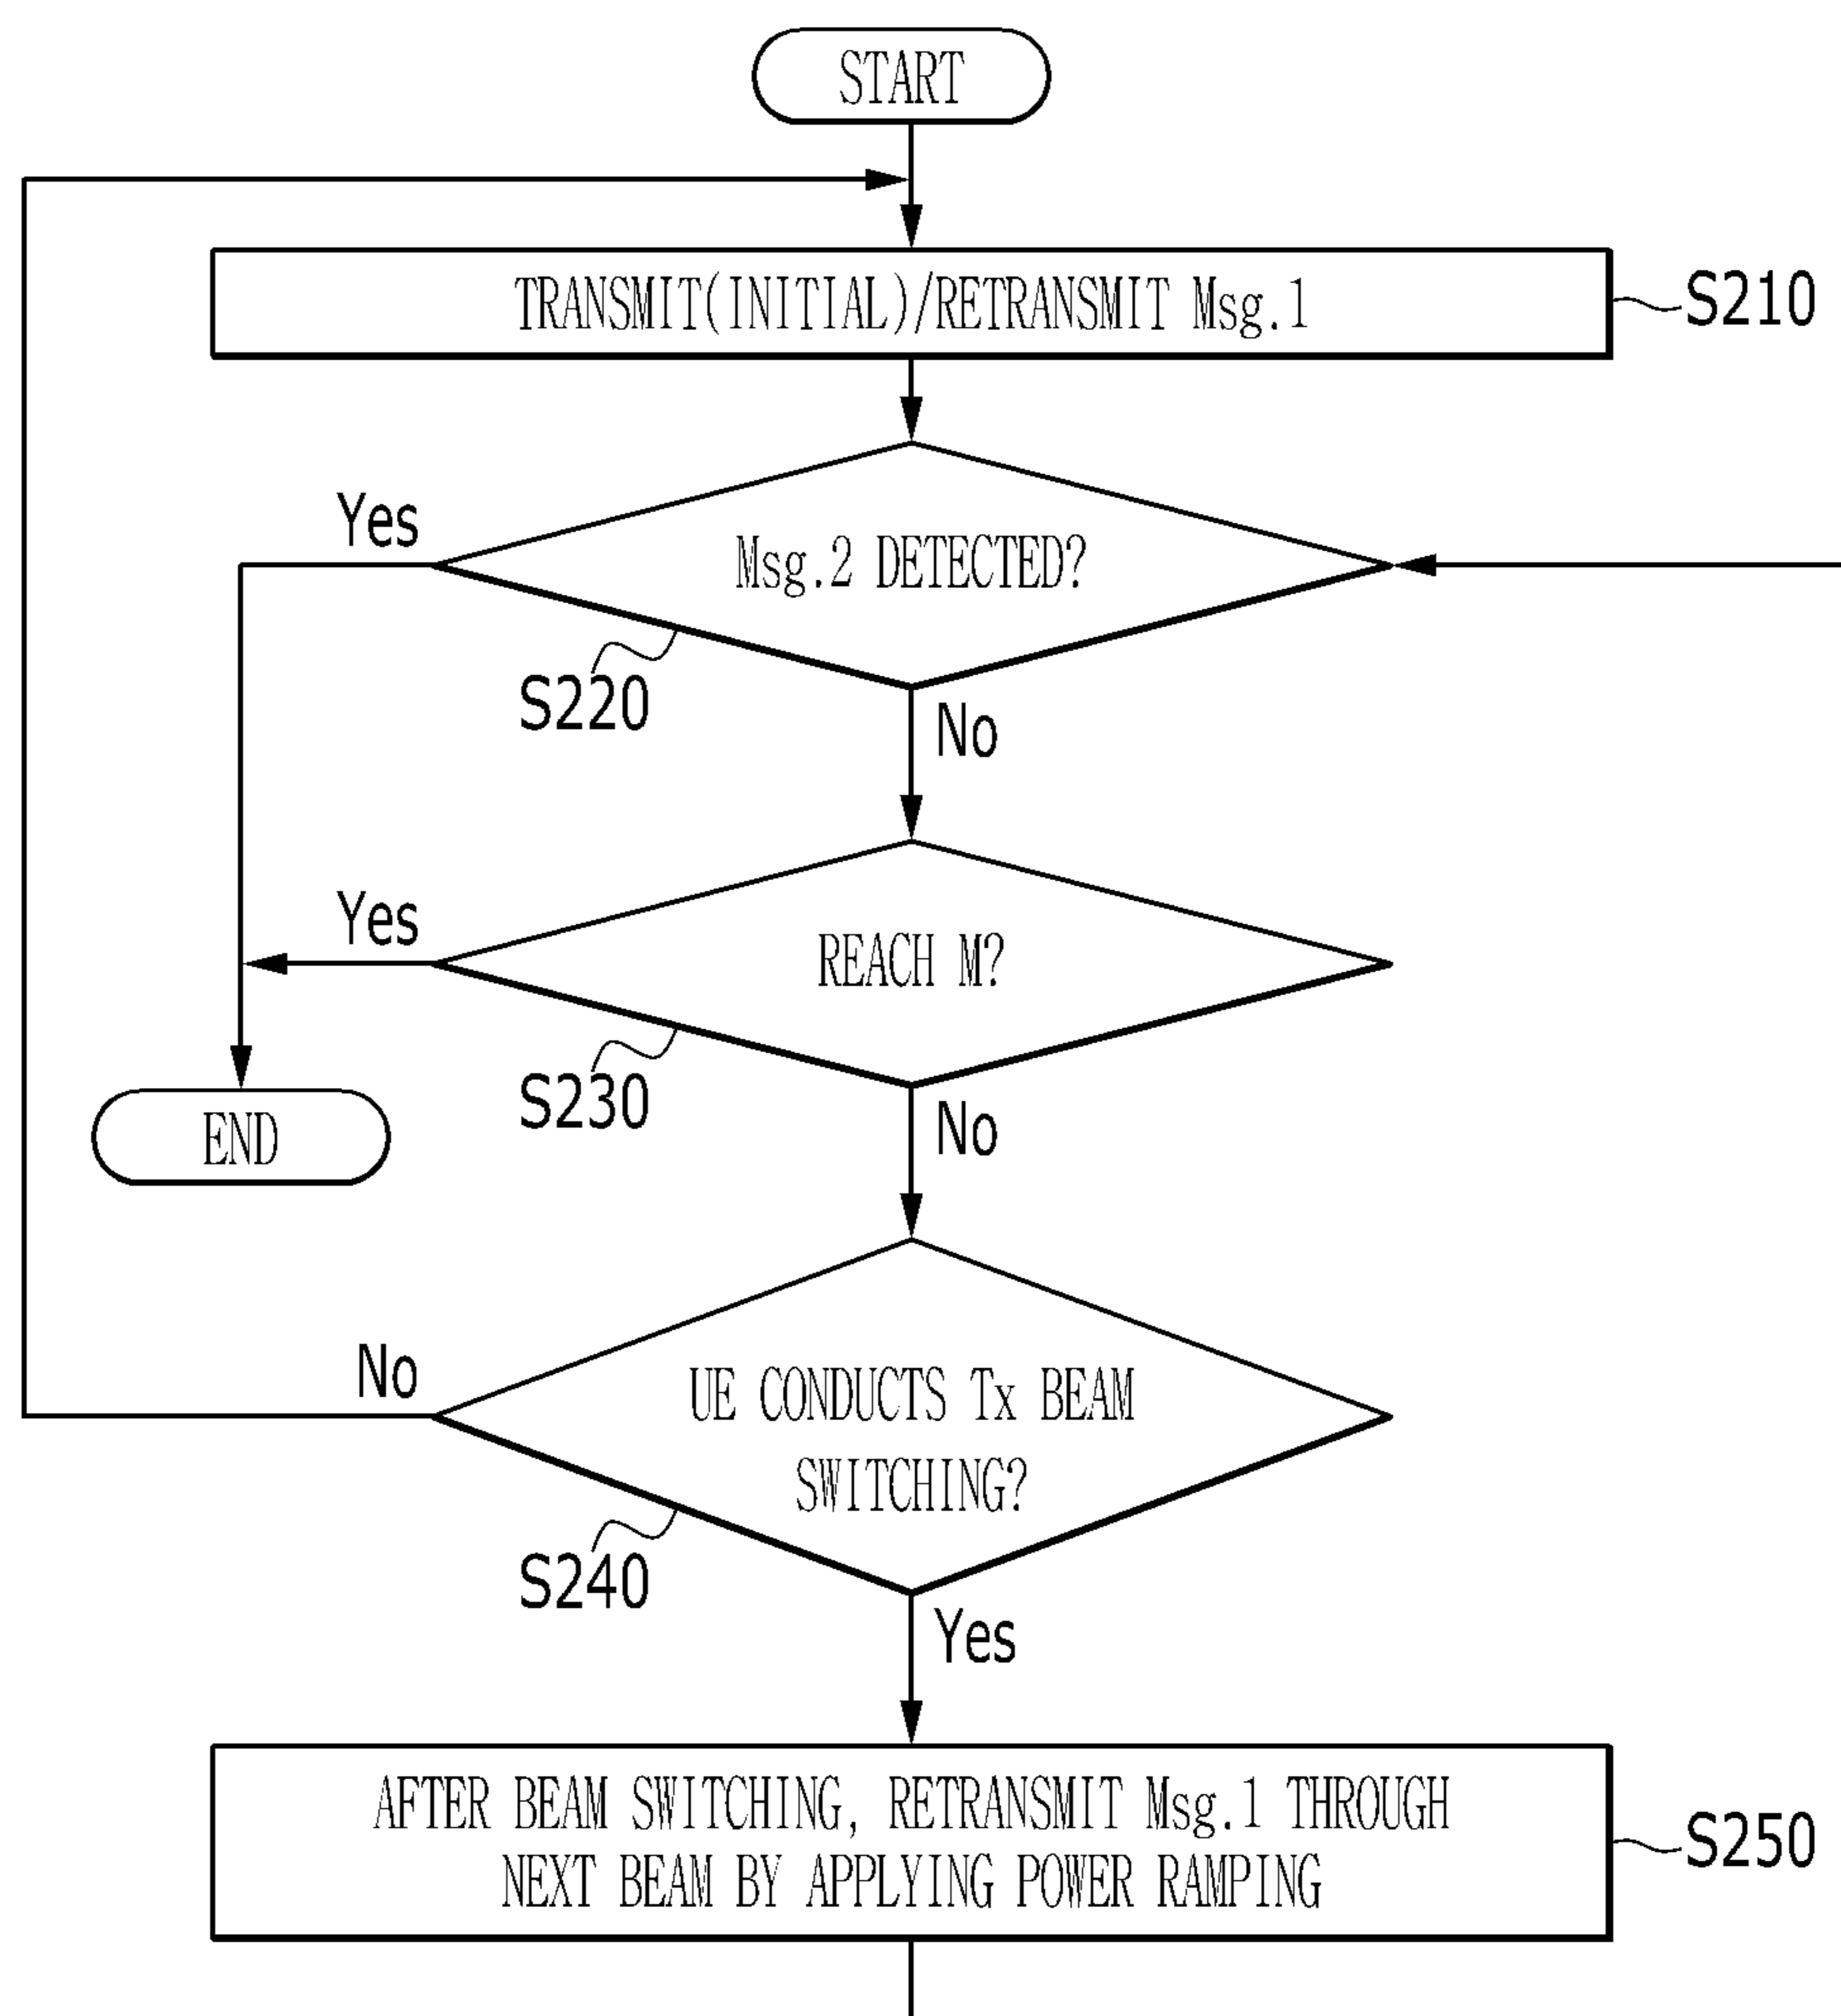 START
TRANSMIT(INITIAL)/RETRANSMIT Msg.1
S210
Yes
Msg.2 DETECTED?
S220
No
Yes
REACH M?
S230
No
END
No
UE CONDUCTS Tx BEAM
SWITCHING?
S240
Yes
AFTER BEAM SWITCHING, RETRANSMIT Msg.1 THROUGH
NEXT BEAM BY APPLYING POWER RAMPING
S250